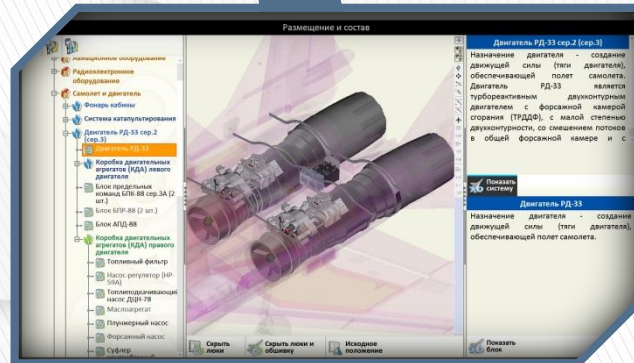 Размещение и состав
Авиационное оборудование
Радиоэлектронное
оборудование
Самолет и двигатель
Фонарь кабины
Система катапультирования
Двигатель РД-33 сер.2
(сер.3)
Двигатель РД-33
Коробка двигательных
агрегатов (КДА) левого
двигателя
Блок предельных
команд БПК-88 сер.3А (2
шт.)
Блок БПР-88 (2 шт.)
Блок АПД-88
Коробка двигательных
агрегатов (КДА) правого
двигателя
Топливный фильтр
Насос-регулятор (НР-
59А)
Топливоподкачивающий
насос ДЦН-78
Маслоагрегат
Плунжерный насос
Форсажный насос
Суфлер
Скрыть
люки
Скрыть люки и
обшивку
Исходное
положение
Двигатель РД-33 сер.2 (сер.3)
Назначение двигателя - создание
движущей силы (тяги двигателя),
обеспечивающей полет самолета.
Двигатель РД-33 является
турбореактивным двухконтурным
двигателем с форсажной камерой
сгорания (ТРДДФ), с малой степенью
двухконтурности, со смешением потоков
в общей форсажной камере и с
Показать
систему
Двигатель РД-33
Назначение двигателя - создание
движущей силы (тяги двигателя),
обеспечивающей полет самолета.
Показать
блок